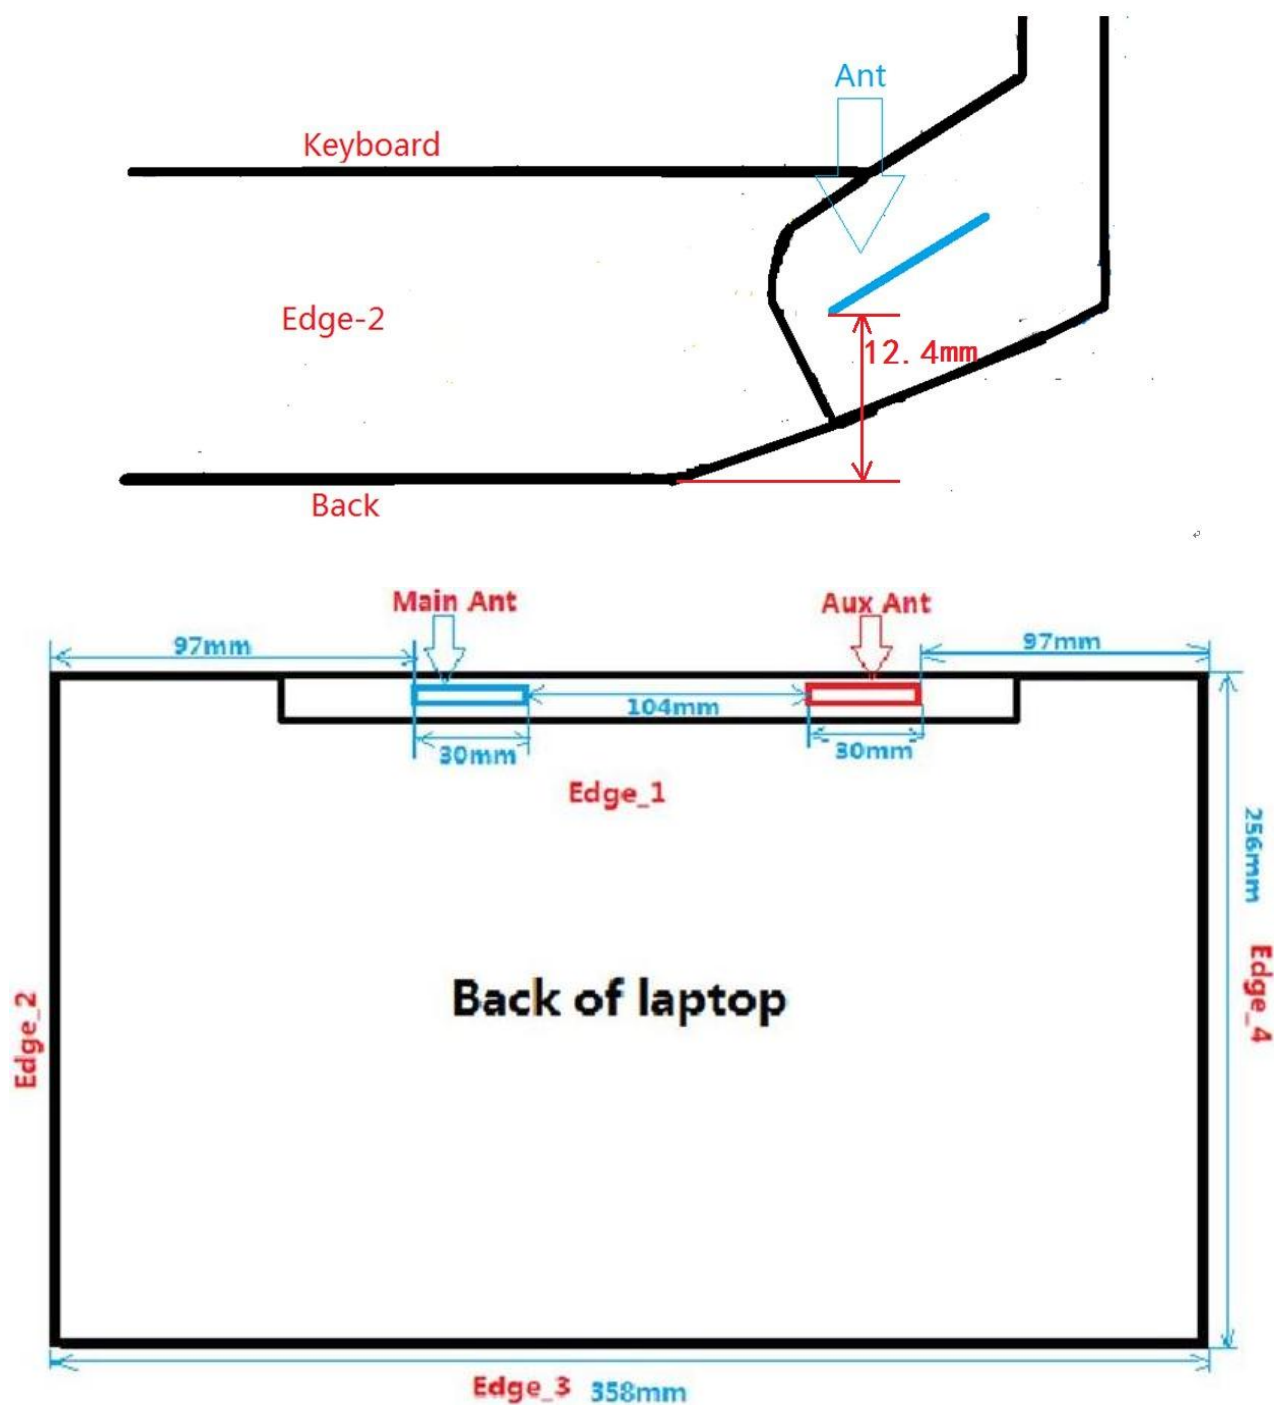 Ant
Keyboard
Edge-2
12.4mm
Back
Main Ant
Aux Ant
97mm
97mm
104mm
30mm
30mm
Edge_1
256mm
Back of laptop
Edge_2
Edge_4
Edge_3 358mm